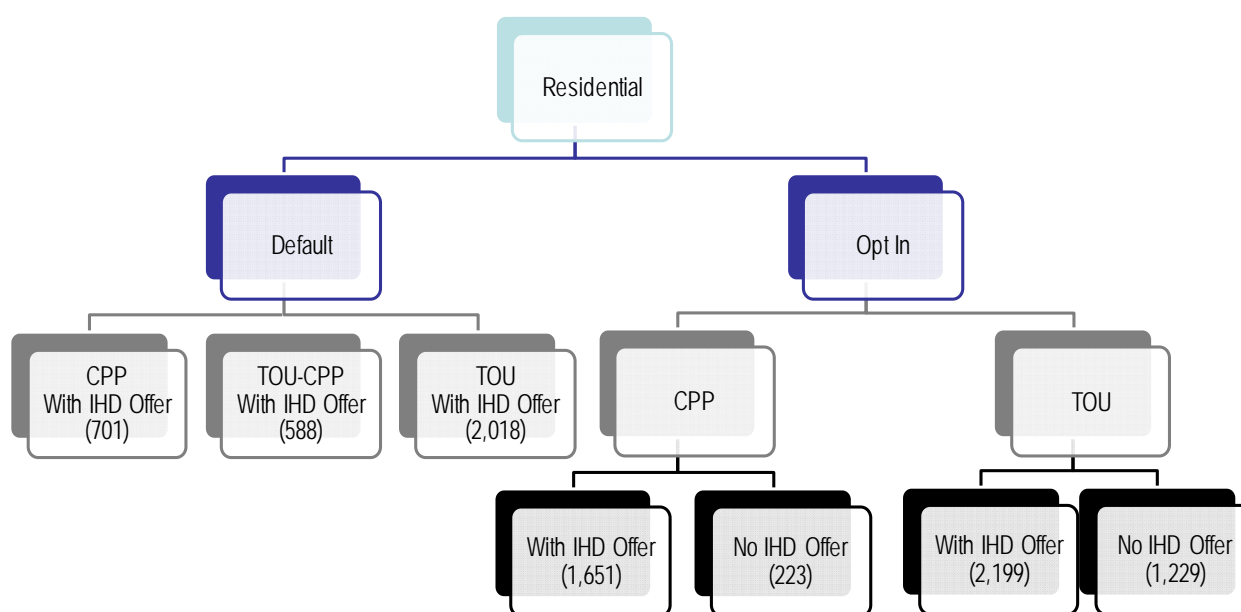 Residential
Default
Opt In
CPP
With IHD Offer
(701)
TOU-CPP
With IHD Offer
(588)
TOU
With IHD Offer
(2,018)
CPP
TOU
With IHD Offer
(1,651)
No IHD Offer
(223)
With IHD Offer
(2,199)
No IHD Offer
(1,229)